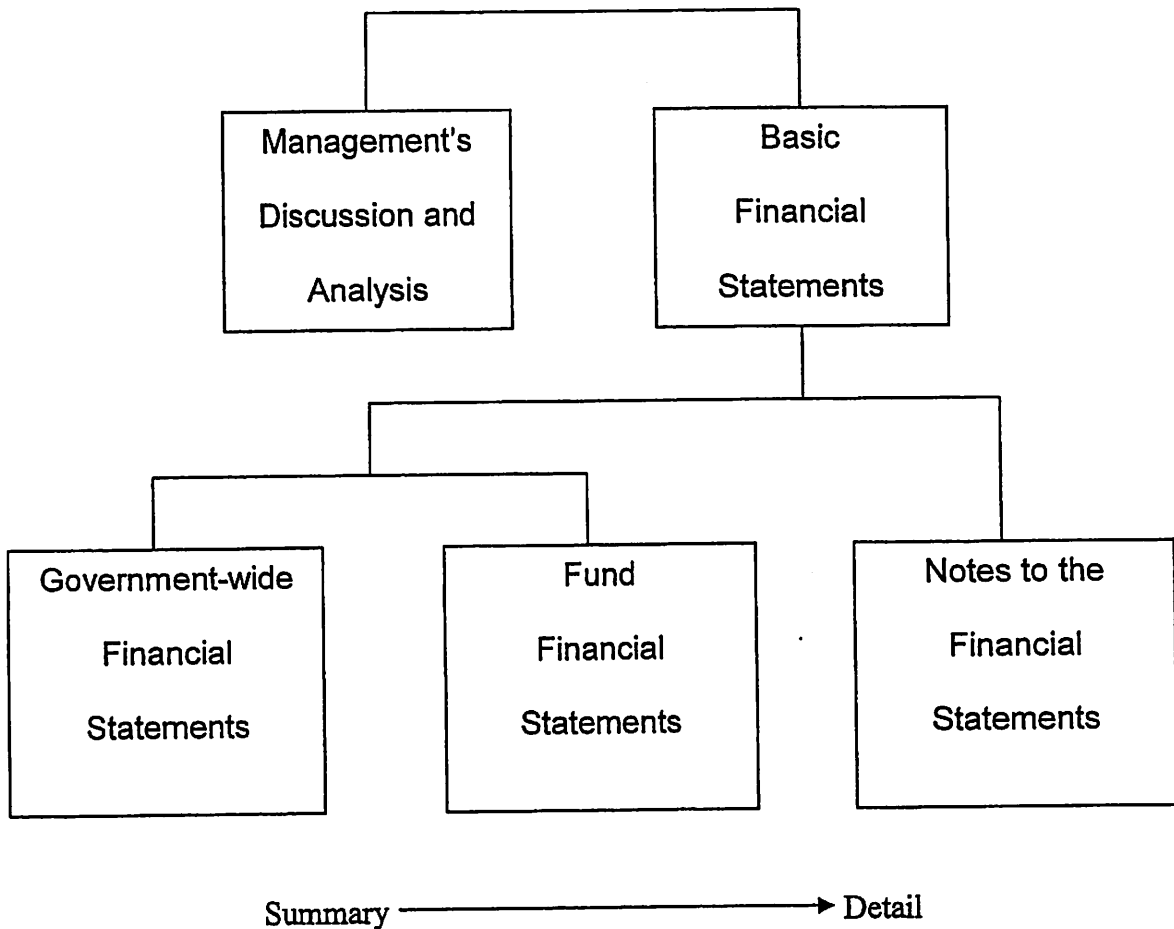 Management's
Discussion and
Analysis
Basic
Financial
Statements
Government-wide
Financial
Statements
Fund
Financial
Statements
Notes to the
Financial
Statements
Summary
Detail